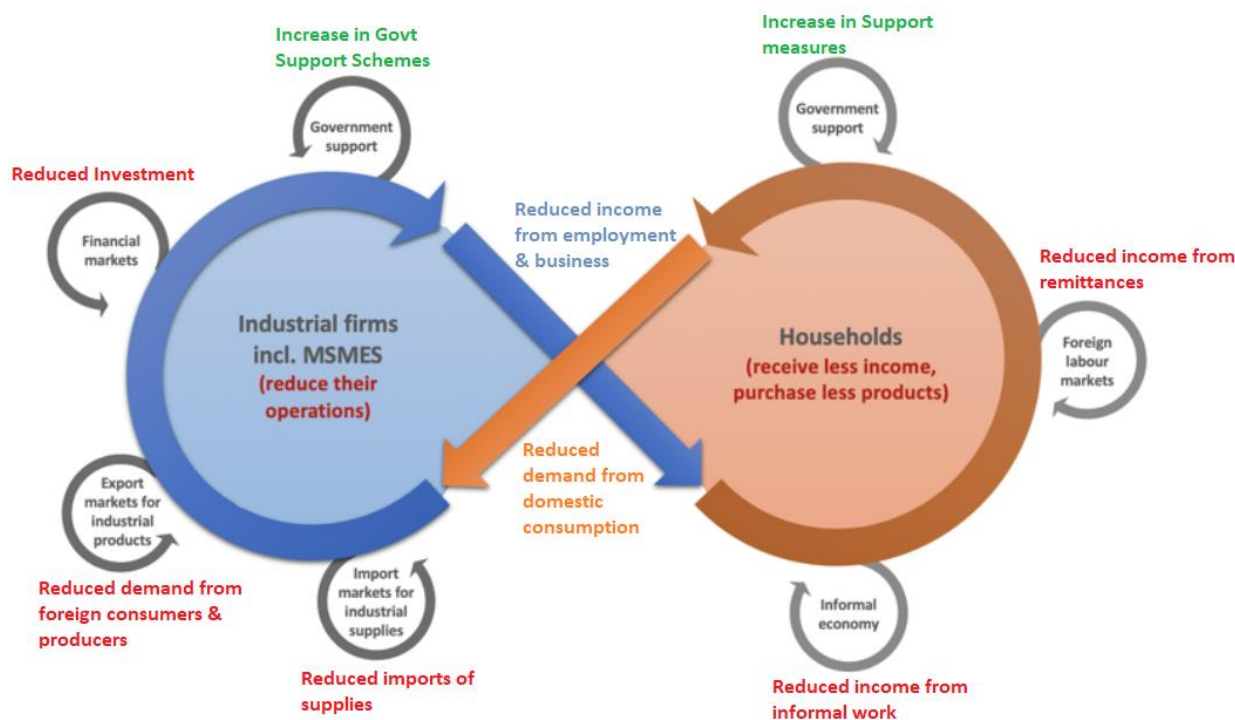 Increase in Govt
Support Schemes
Government
support
Reduced Investment
Financial
markets
Industrial firms
incl. MSMES
(reduce their
operations)
Export
markets for
industrial
products
Reduced demand from
foreign consumers &
producers
Import
markets for
industrial
supplies
Reduced imports of
supplies
Reduced income
from employment
& business
Reduced
demand from
domestic
consumption
Increase in Support
measures
Government
support
Households
(receive less income,
purchase less products)
Reduced income from
remittances
Foreign
labour
markets
Informal
economy
Reduced income from
informal work